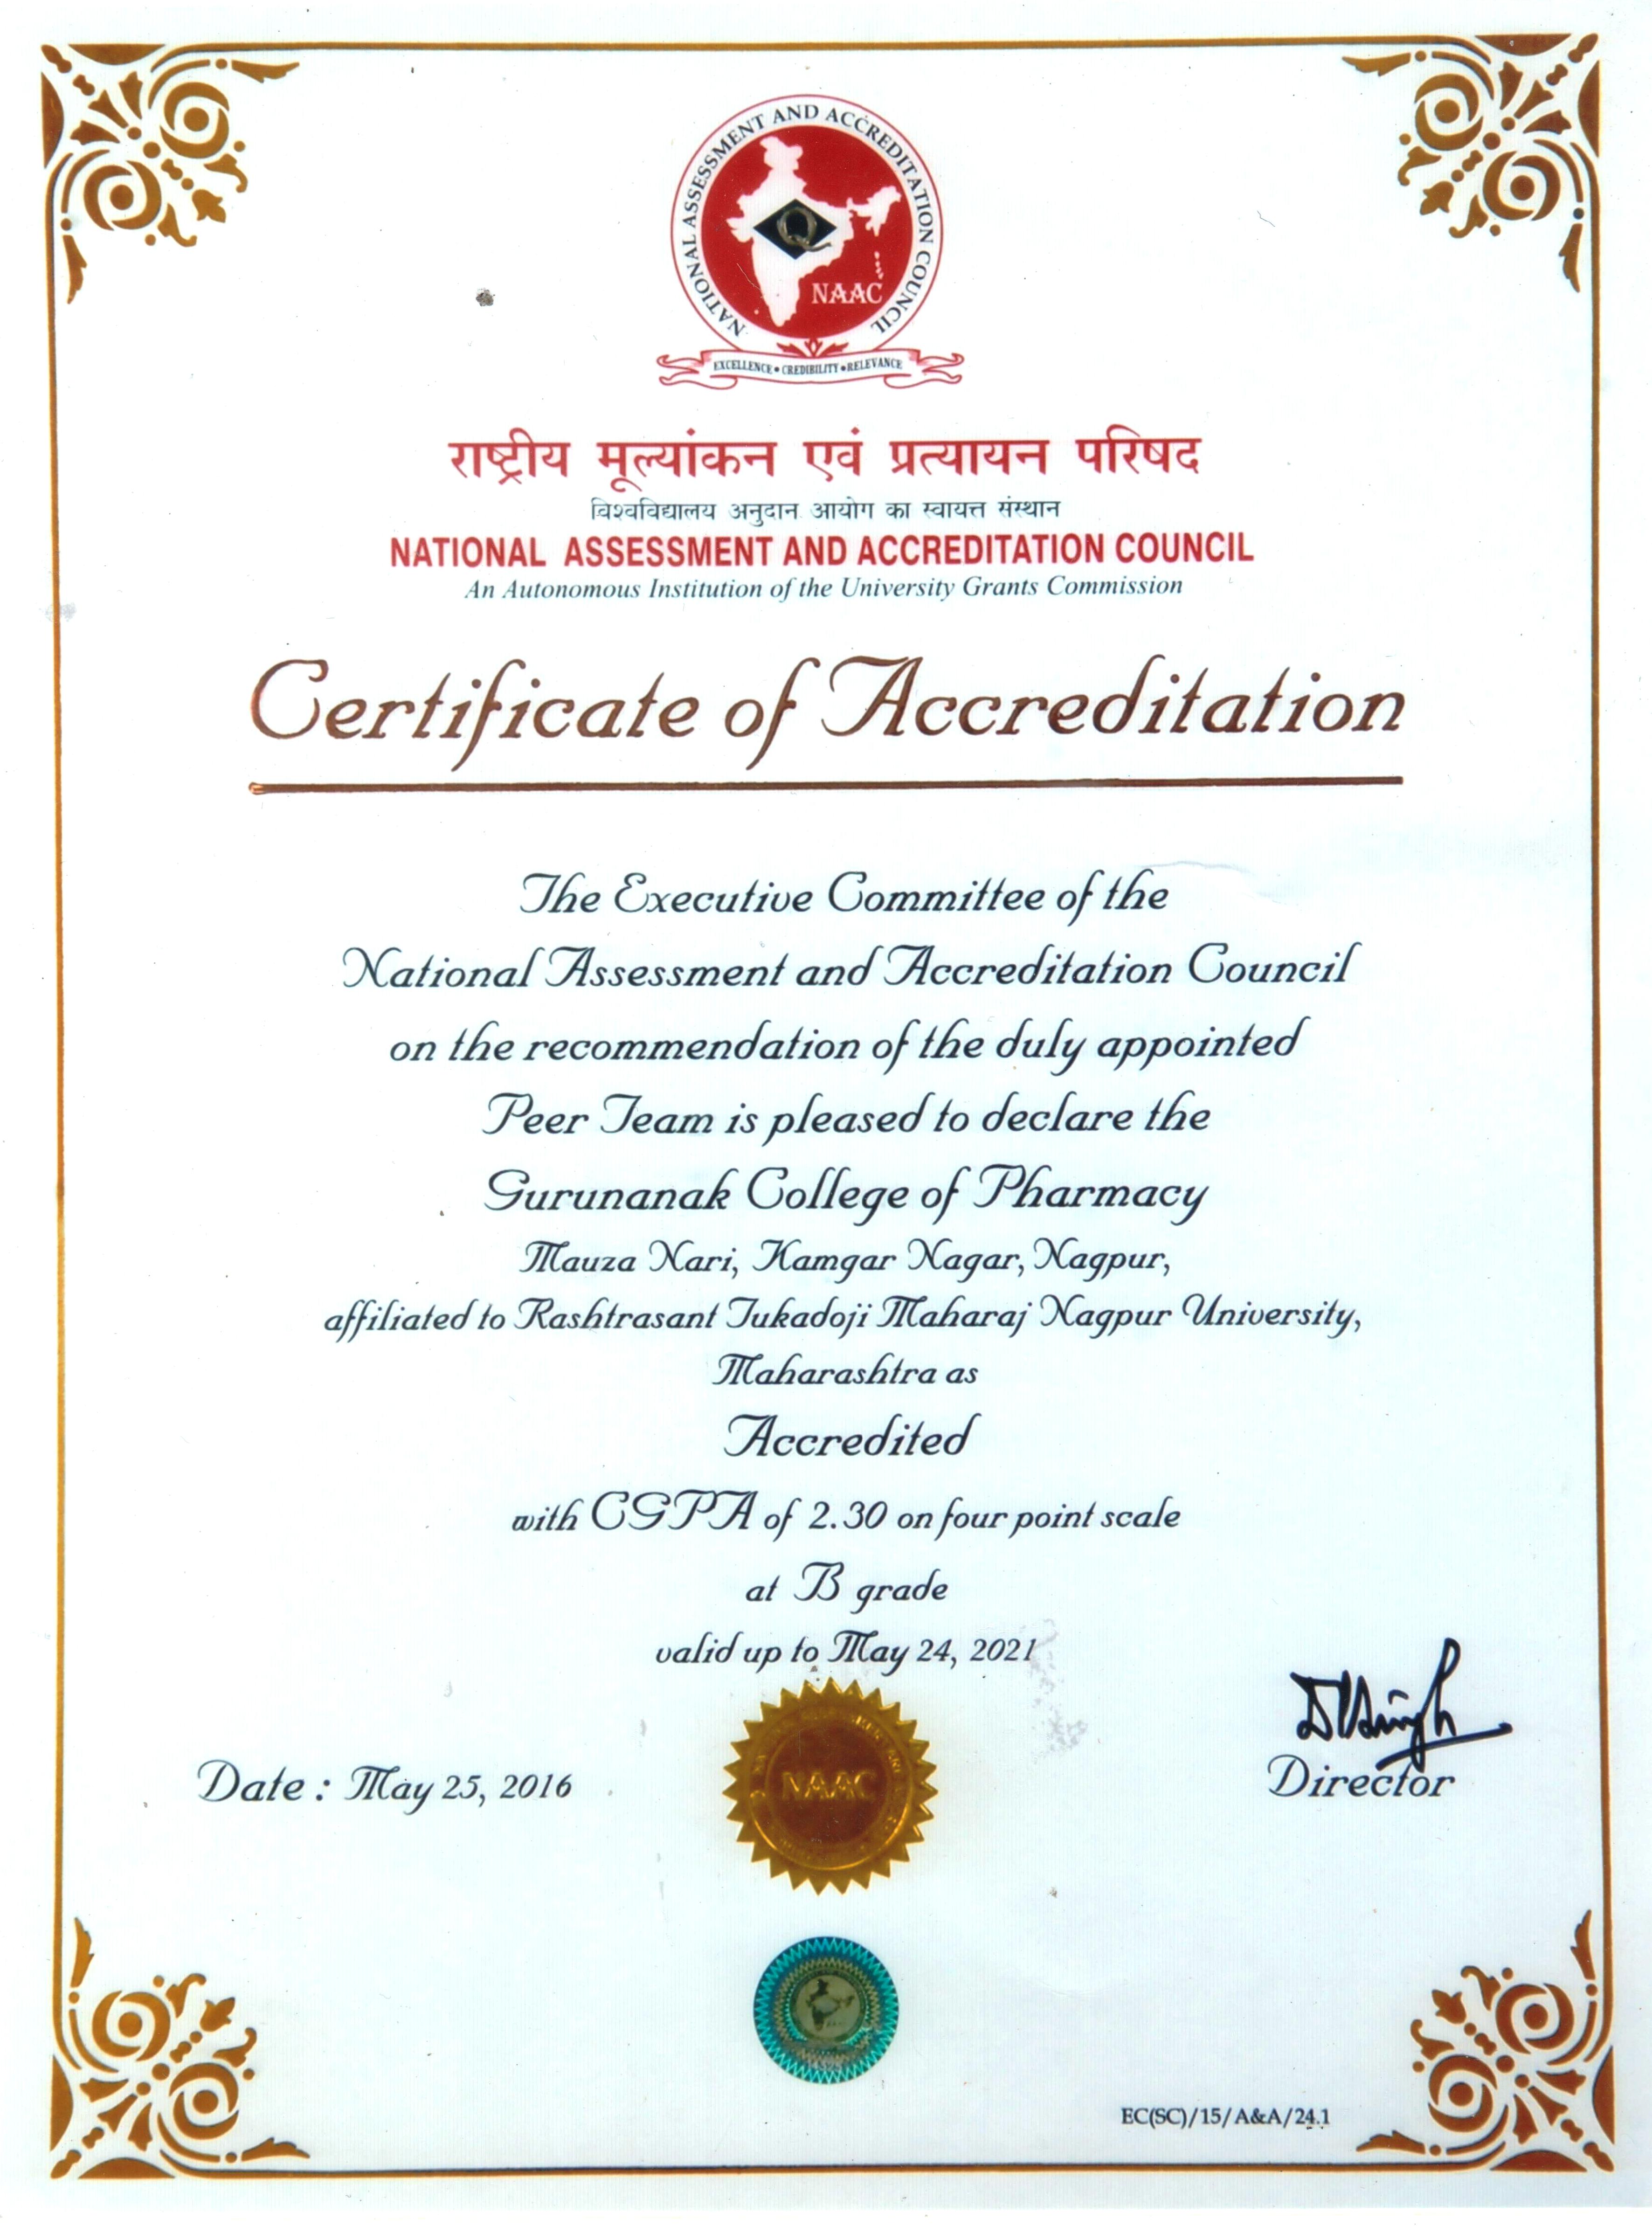 NATIONAL ASSESSMENT AND ACCREDITATION COUNCIL
Q
NAAC
EXCELLENCE • CREDIBILITY • RELEVANCE
राष्ट्रीय मूल्यांकन एवं प्रत्यायन परिषद
विश्वविद्यालय अनुदान आयोग का स्वायत्त संस्थान
NATIONAL ASSESSMENT AND ACCREDITATION COUNCIL
An Autonomous Institution of the University Grants Commission
Certificate of Accreditation
The Executive Committee of the
National Assessment and Accreditation Council
on the recommendation of the duly appointed
Peer Team is pleased to declare the
Gurunanak College of Pharmacy
Mauza Nari, Kamgar Nagar, Nagpur,
affiliated to Rashtrasant Tukadoji Maharaj Nagpur University,
Maharashtra as
Accredited
with CGPA of 2.30 on four point scale
at B grade
valid up to May 24, 2021
Date : May 25, 2016
NAAC
Director
EC(SC)/15/A&A/24.1